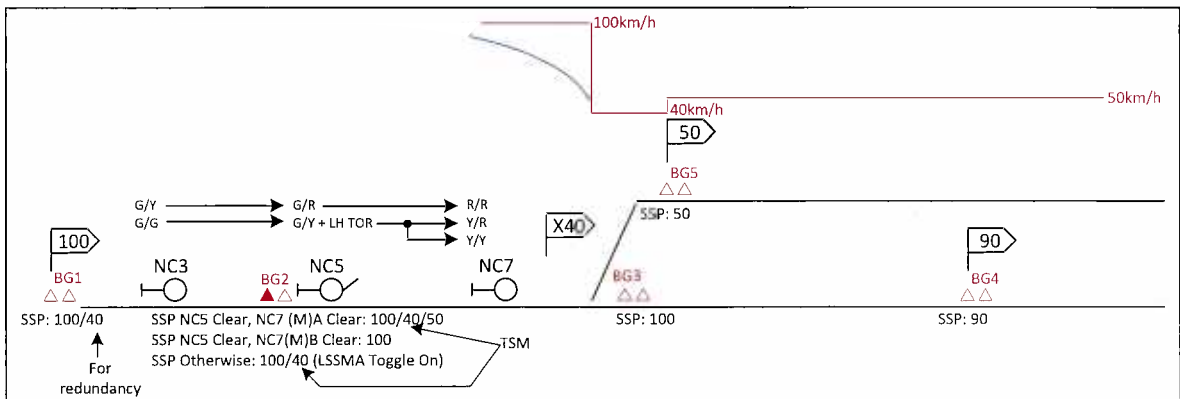 100km/h
50km/h
40km/h
50
BG5
G/Y G/R R/R
G/G G/Y + LH TOR Y/R
Y/Y
X40
SSP: 50
100
90
BG1 NC3 BG2 NC5 NC7 BG3 BG4
SSP: 100/40 SSP NC5 Clear, NC7 (M)A Clear: 100/40/50 SSP: 100 SSP: 90
SSP NC5 Clear, NC7(M)B Clear: 100 TSM
SSP Otherwise: 100/40 (LSSMA Toggle On)
For
redundancy